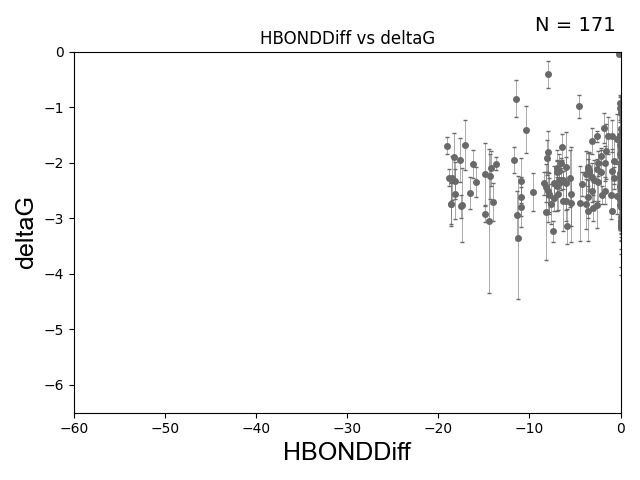 N = 171
HBONDDiff vs deltaG
0
−1
−2
−3
−4
−5
−6
deltaG
−60 −50 −40 −30 −20 −10 0
HBONDDiff